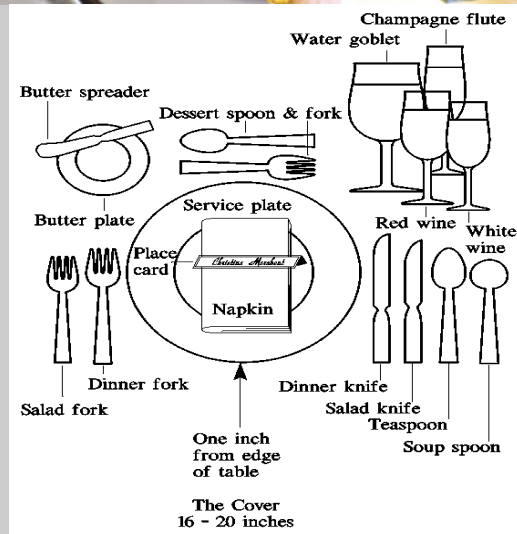 Champagne flute
Water goblet
Butter spreader
Dessert spoon & fork
Butter plate
Service plate
Red wine
White
wine
Place
card
Napkin
Dinner fork
Salad fork
Dinner knife
Salad knife
Teaspoon
Soup spoon
One inch
from edge
of table
The Cover
16 - 20 inches